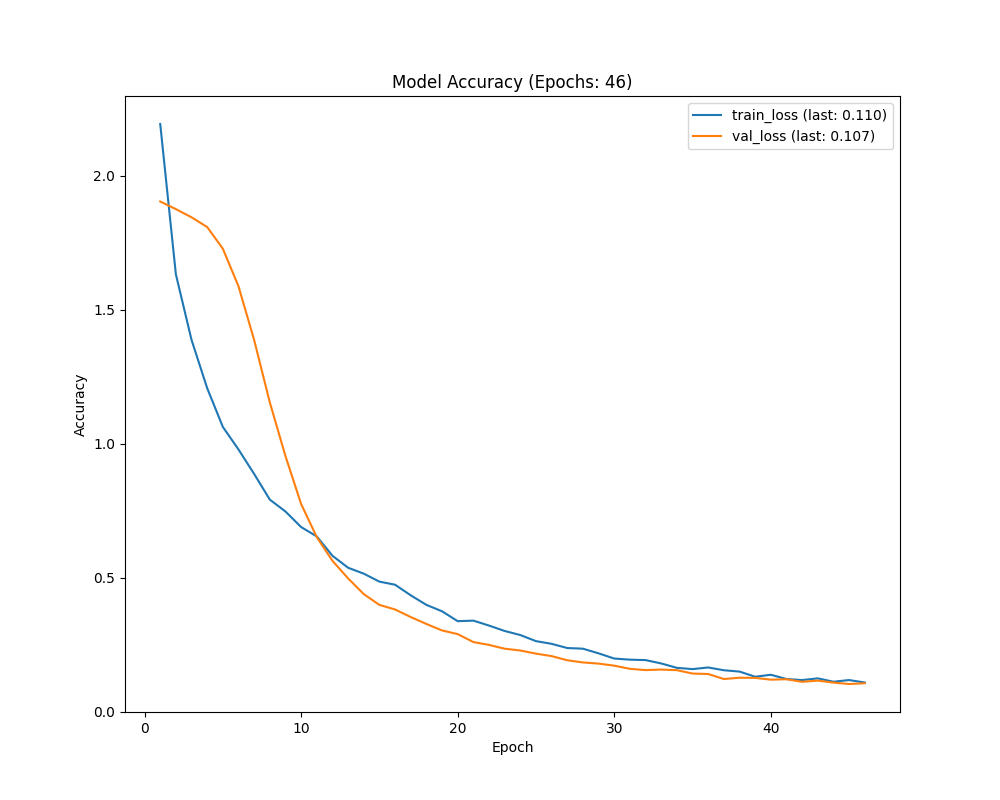 Model Accuracy (Epochs: 46)
train_loss (last: 0.110)
val_loss (last: 0.107)
2.0
1.5
1.0
0.5
0.0
Accuracy
0 10 20 30 40
Epoch